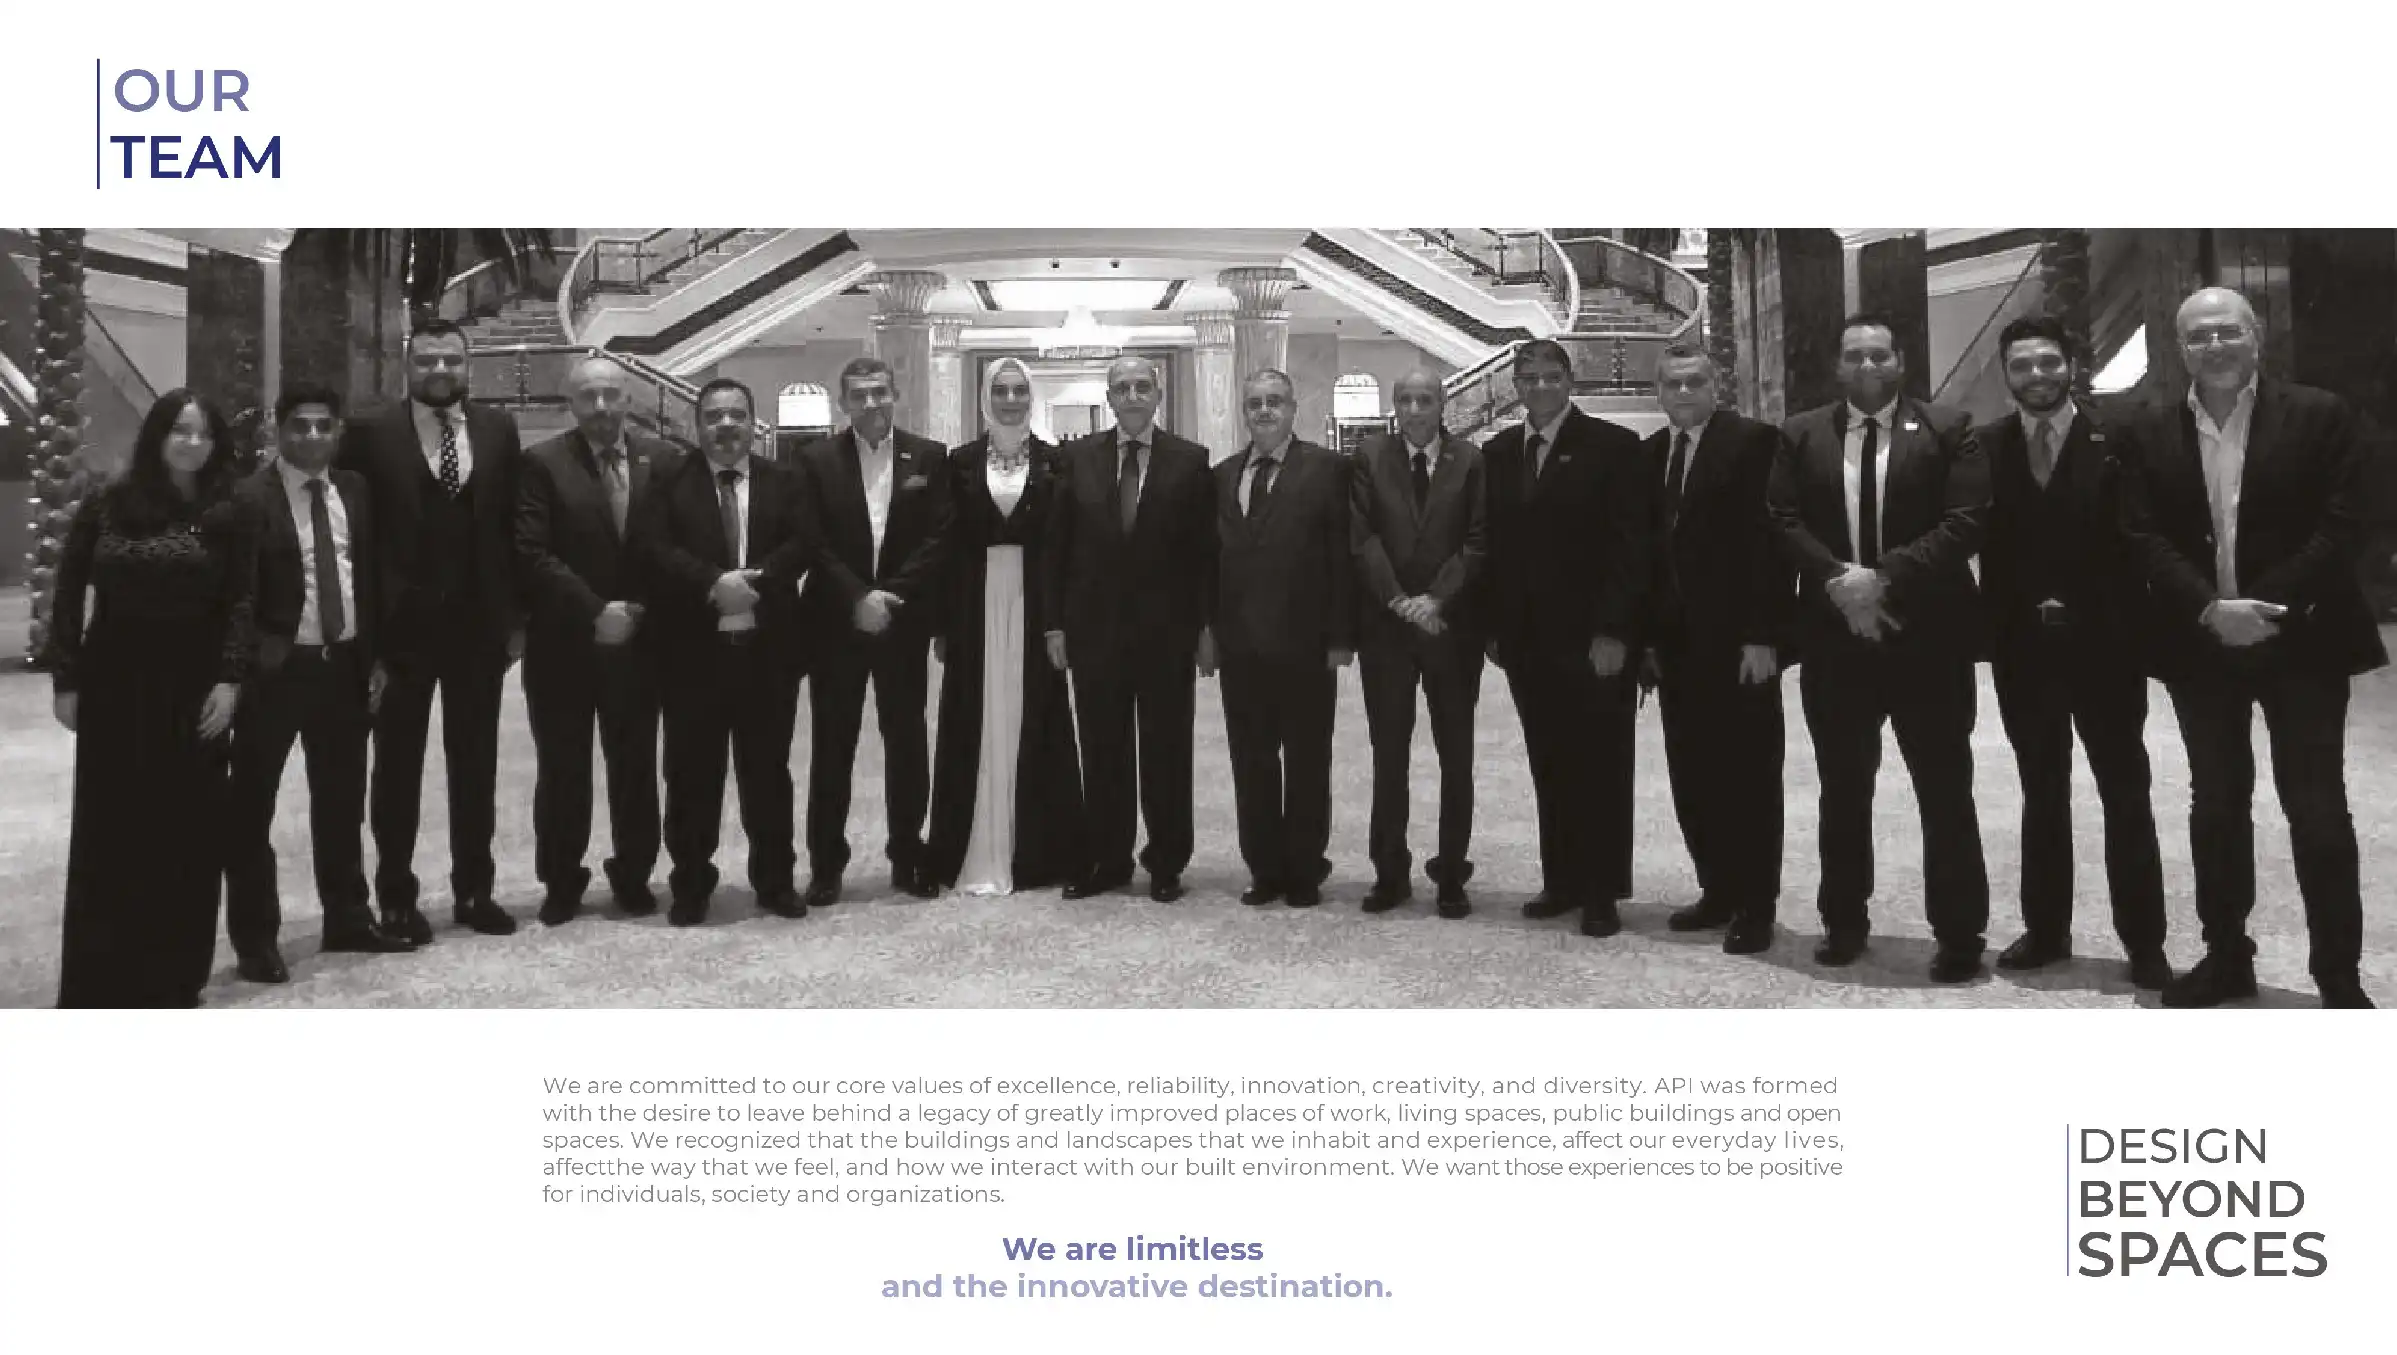 OUR
TEAM
We are committed to our core values of excellence, reliability, innovation, creativity, and diversity. API was formed
with the desire to leave behind a legacy of greatly improved places of work, living spaces, public buildings and open
spaces. We recognized that the buildings and landscapes that we inhabit and experience, affect our everyday lives,
affectthe way that we feel, and how we interact with our built environment. We want those experiences to be positive
for individuals, society and organizations.
We are limitless
and the innovative destination.
DESIGN
BEYOND
SPACES